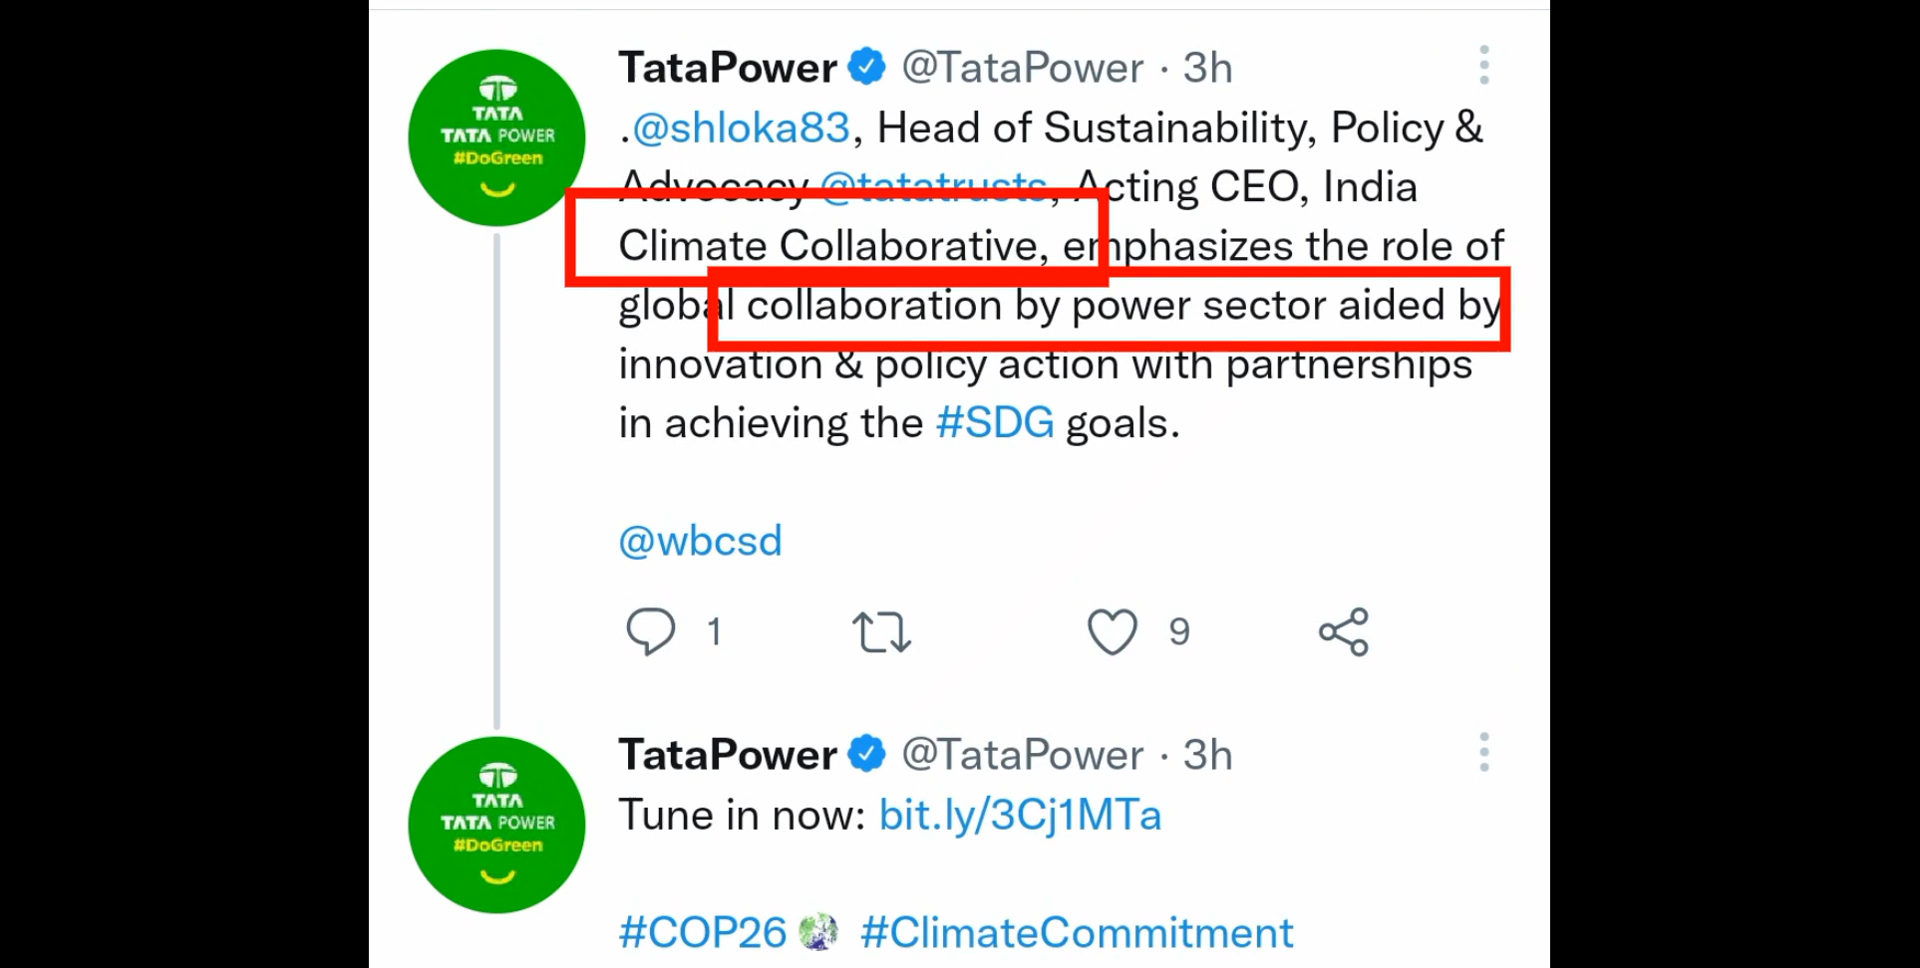 TataPower @TataPower · 3h
.@shloka83, Head of Sustainability, Policy &
Advocacy @tatatrusts, Acting CEO, India
Climate Collaborative, emphasizes the role of
global collaboration by power sector aided by
innovation & policy action with partnerships
in achieving the #SDG goals.
@wbcsd
1 9
TATA
TATA POWER
#DoGreen
TataPower @TataPower · 3h
Tune in now: bit.ly/3Cj1MTa
#COP26 #ClimateCommitment
TATA
TATA POWER
#DoGreen